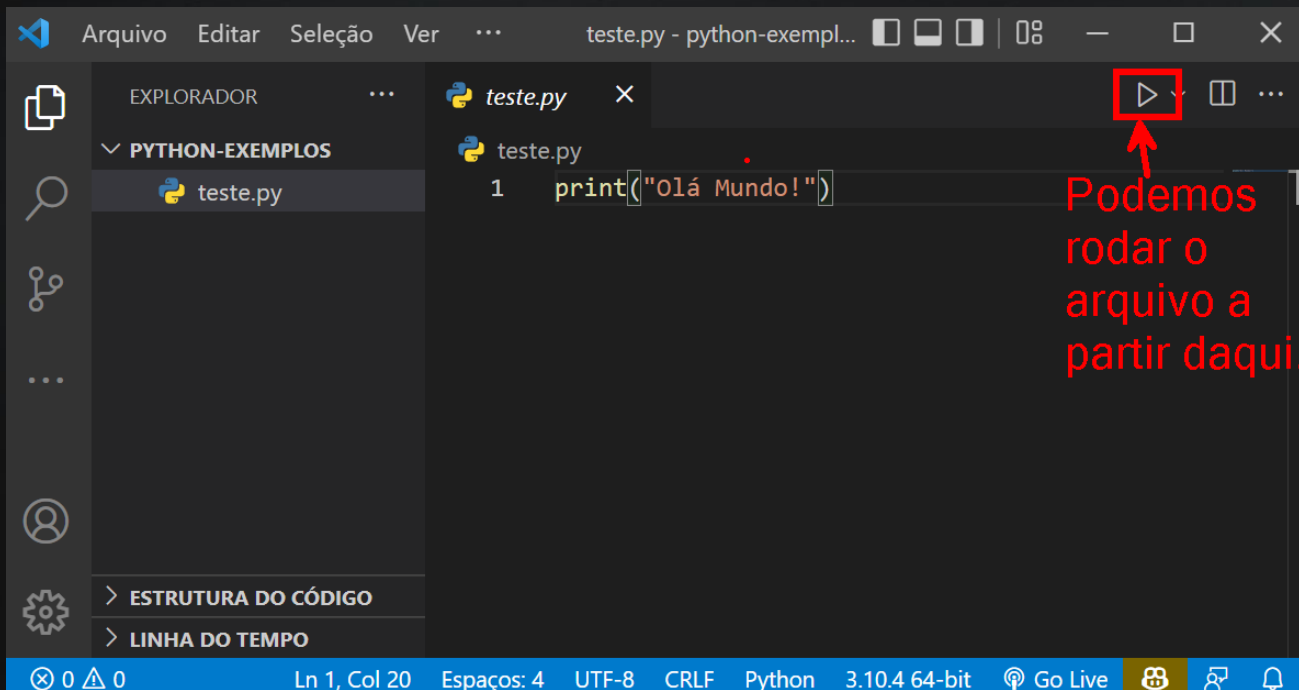 Arquivo Editar Seleção Ver ··· teste.py - python-exempl...
EXPLORADOR ···
teste.py
PYTHON-EXEMPLOS
teste.py
teste.py
1 print("Olá Mundo!")
Podemos
rodar o
arquivo a
partir daqui.
ESTRUTURA DO CÓDIGO
LINHA DO TEMPO
0 0 Ln 1, Col 20 Espaços: 4 UTF-8 CRLF Python 3.10.4 64-bit Go Live